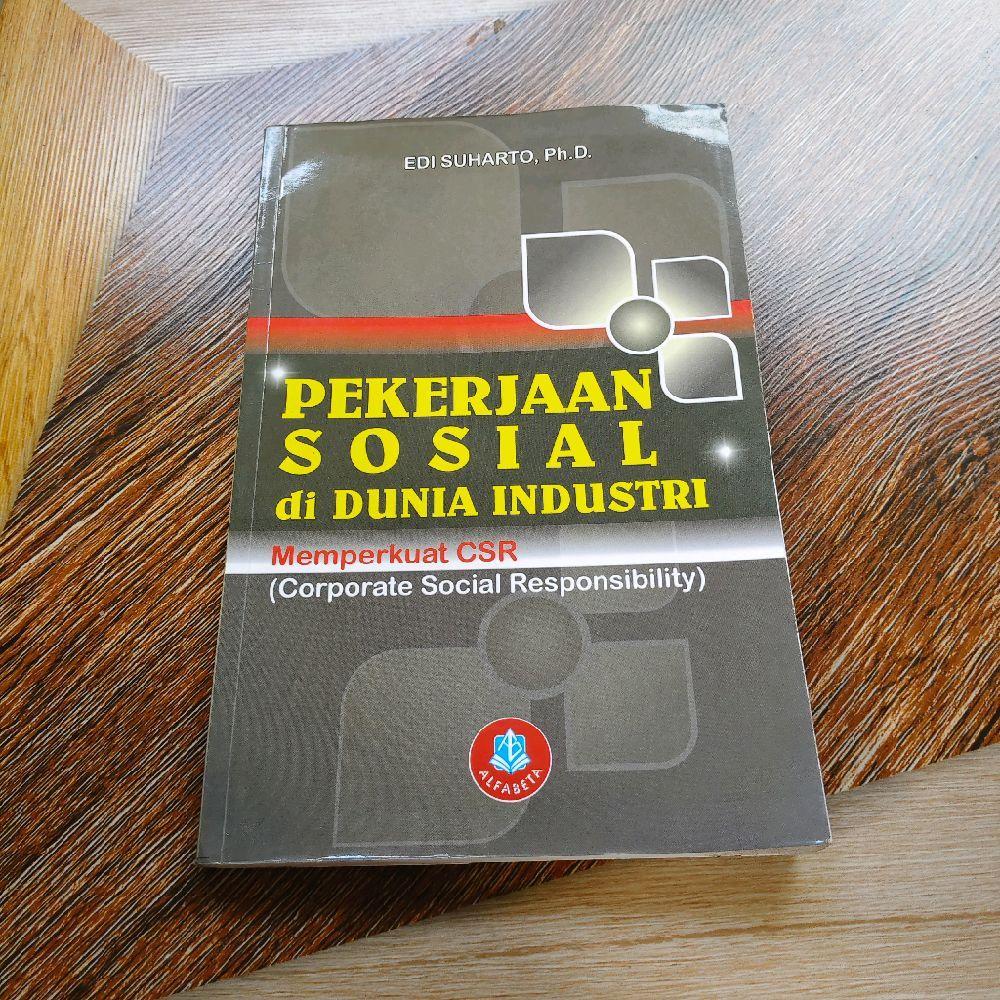 EDI SUHARTO, Ph.D.
PEKERJAAN
SOSIAL
di DUNIA INDUSTRI
Memperkuat CSR
(Corporate Social Responsibility)
ALFABETA